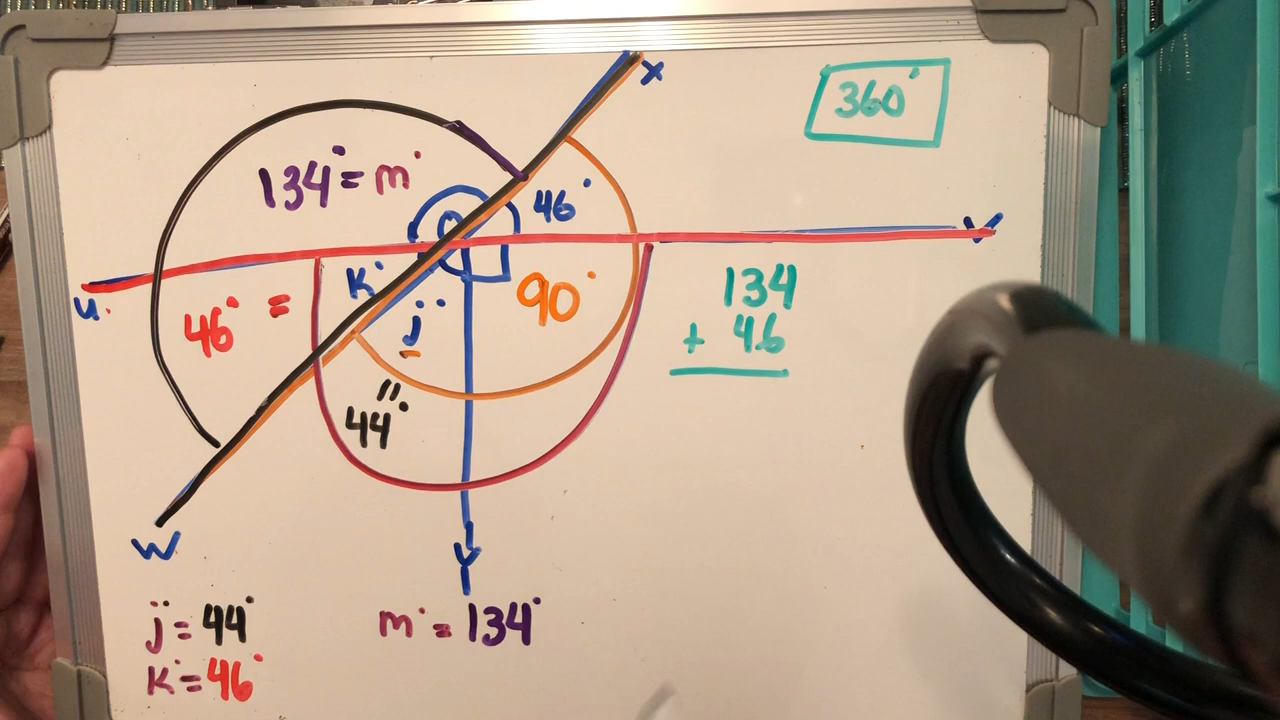 x
360°
134° = m°
46°
v
u
k°
46° =
j°
90°
134
+ 46
"
44°
w
Y
j° = 44°
m° = 134°
k° = 46°